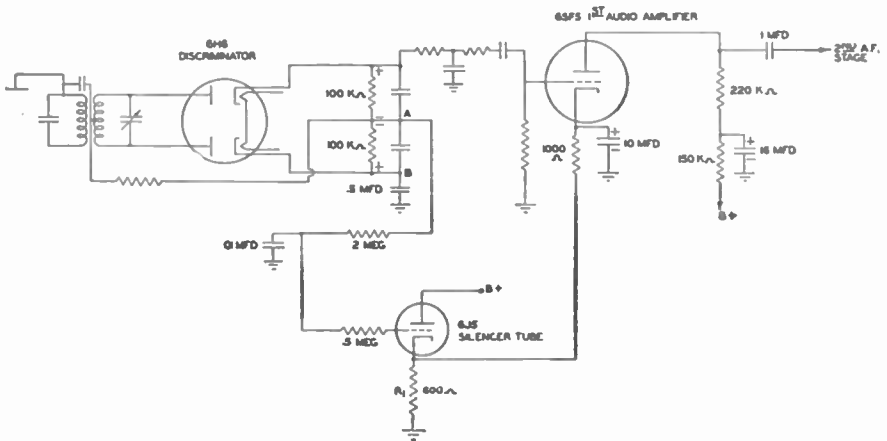 6SF5 1ST AUDIO AMPLIFIER
6H6
DISCRIMINATOR
1 MFD
2ND A.F.
STAGE
+
100 K Ω
A
100 K Ω
+
B
.5 MFD
220 K Ω
1000
Ω
+
10 MFD
150 K Ω
+
16 MFD
B+
.01 MFD
2 MEG
B+
6J5
SILENCER TUBE
.5 MEG
R1
600 Ω